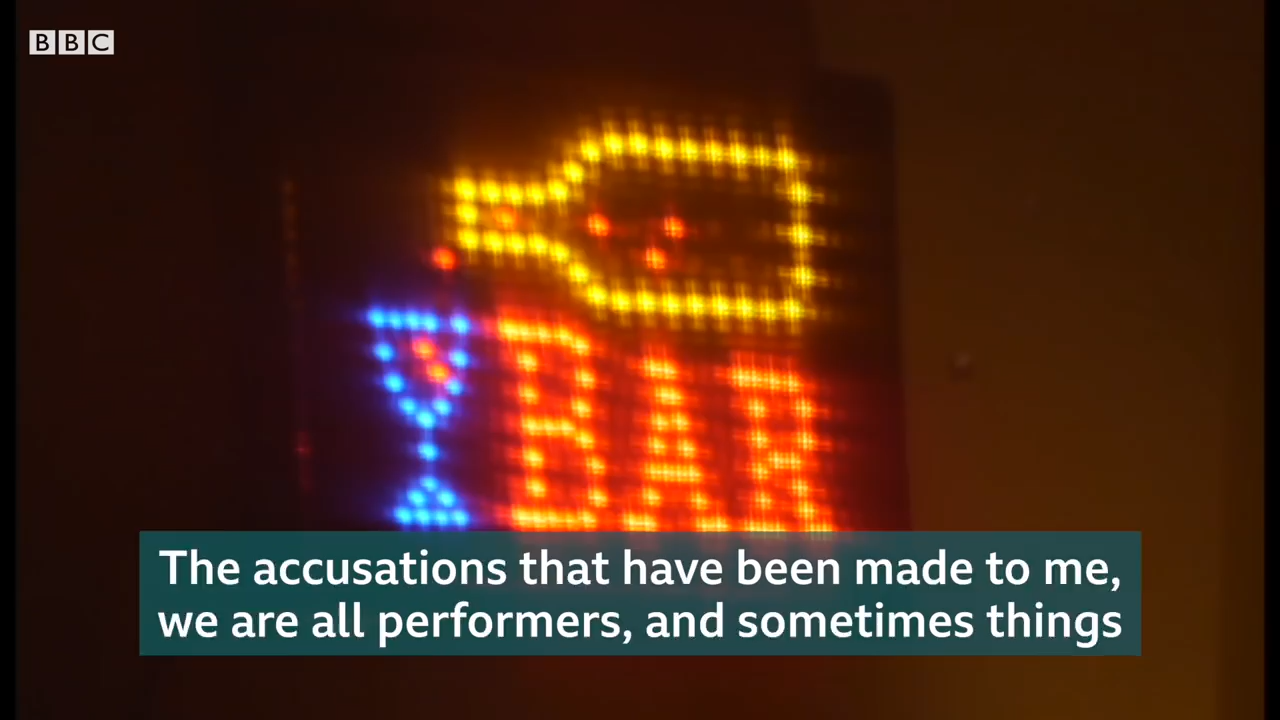 BBC
BAR
The accusations that have been made to me,
we are all performers, and sometimes things